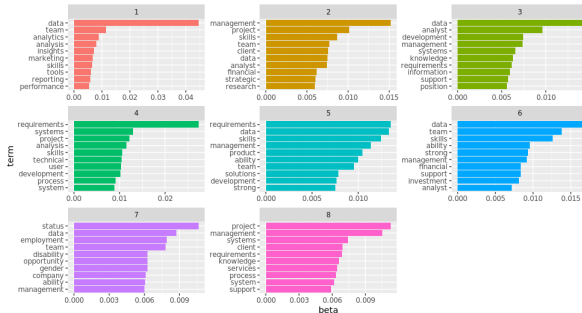 1
data
team
analytics
analysis
insights
marketing
skills
tools
reporting
performance
0.00 0.01 0.02 0.03 0.04
2
management
project
skills
team
client
data
analyst
financial
strategic
research
0.000 0.005 0.010 0.015
3
data
analyst
development
management
systems
knowledge
requirements
information
support
position
0.000 0.005 0.010 0.015
term
4
requirements
systems
project
analysis
skills
technical
user
development
process
system
0.00 0.01 0.02
5
requirements
data
skills
management
product
ability
team
solutions
development
strong
0.000 0.005 0.010 0.015
6
data
team
skills
ability
strong
management
financial
support
investment
analyst
0.000 0.005 0.010 0.015
7
status
data
employment
team
disability
opportunity
gender
company
ability
management
0.000 0.003 0.006 0.009
8
project
management
systems
client
requirements
knowledge
services
process
system
support
0.000 0.003 0.006 0.009
beta